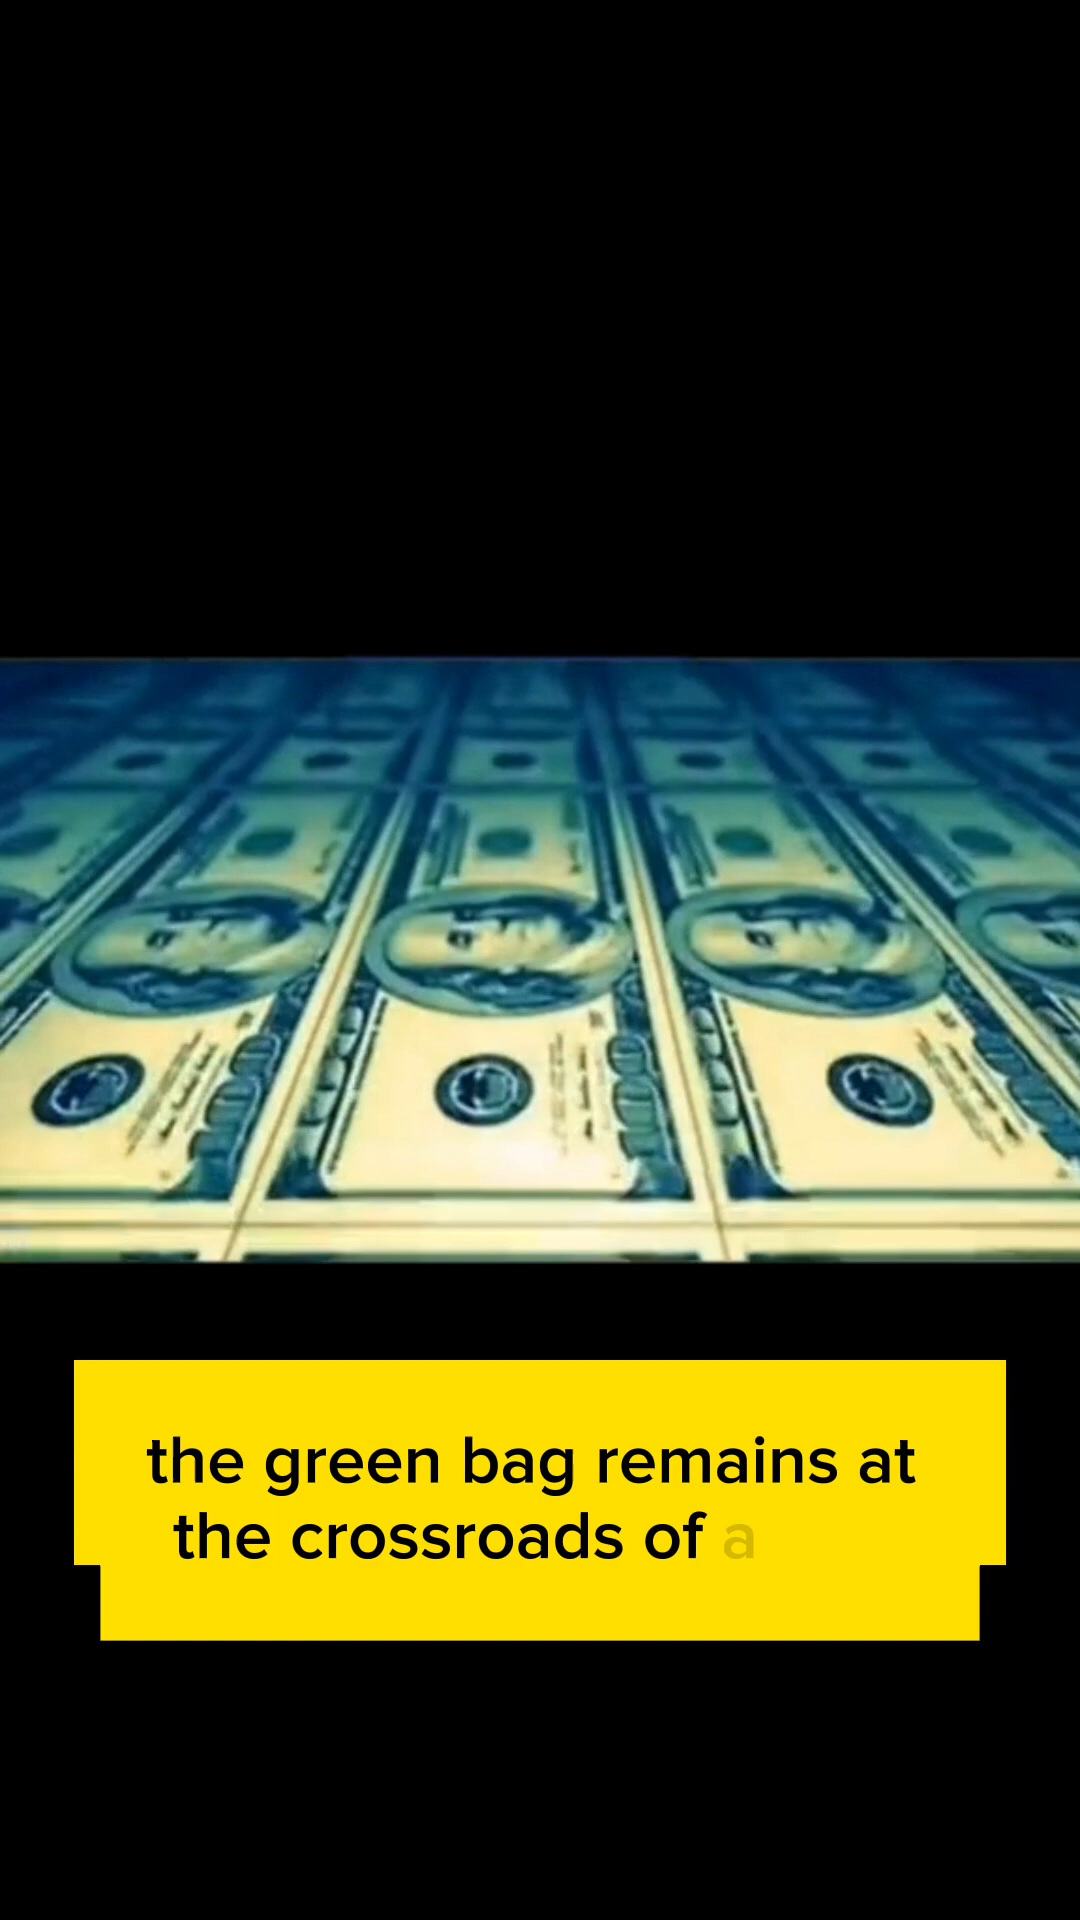 the green bag remains at
the crossroads of a